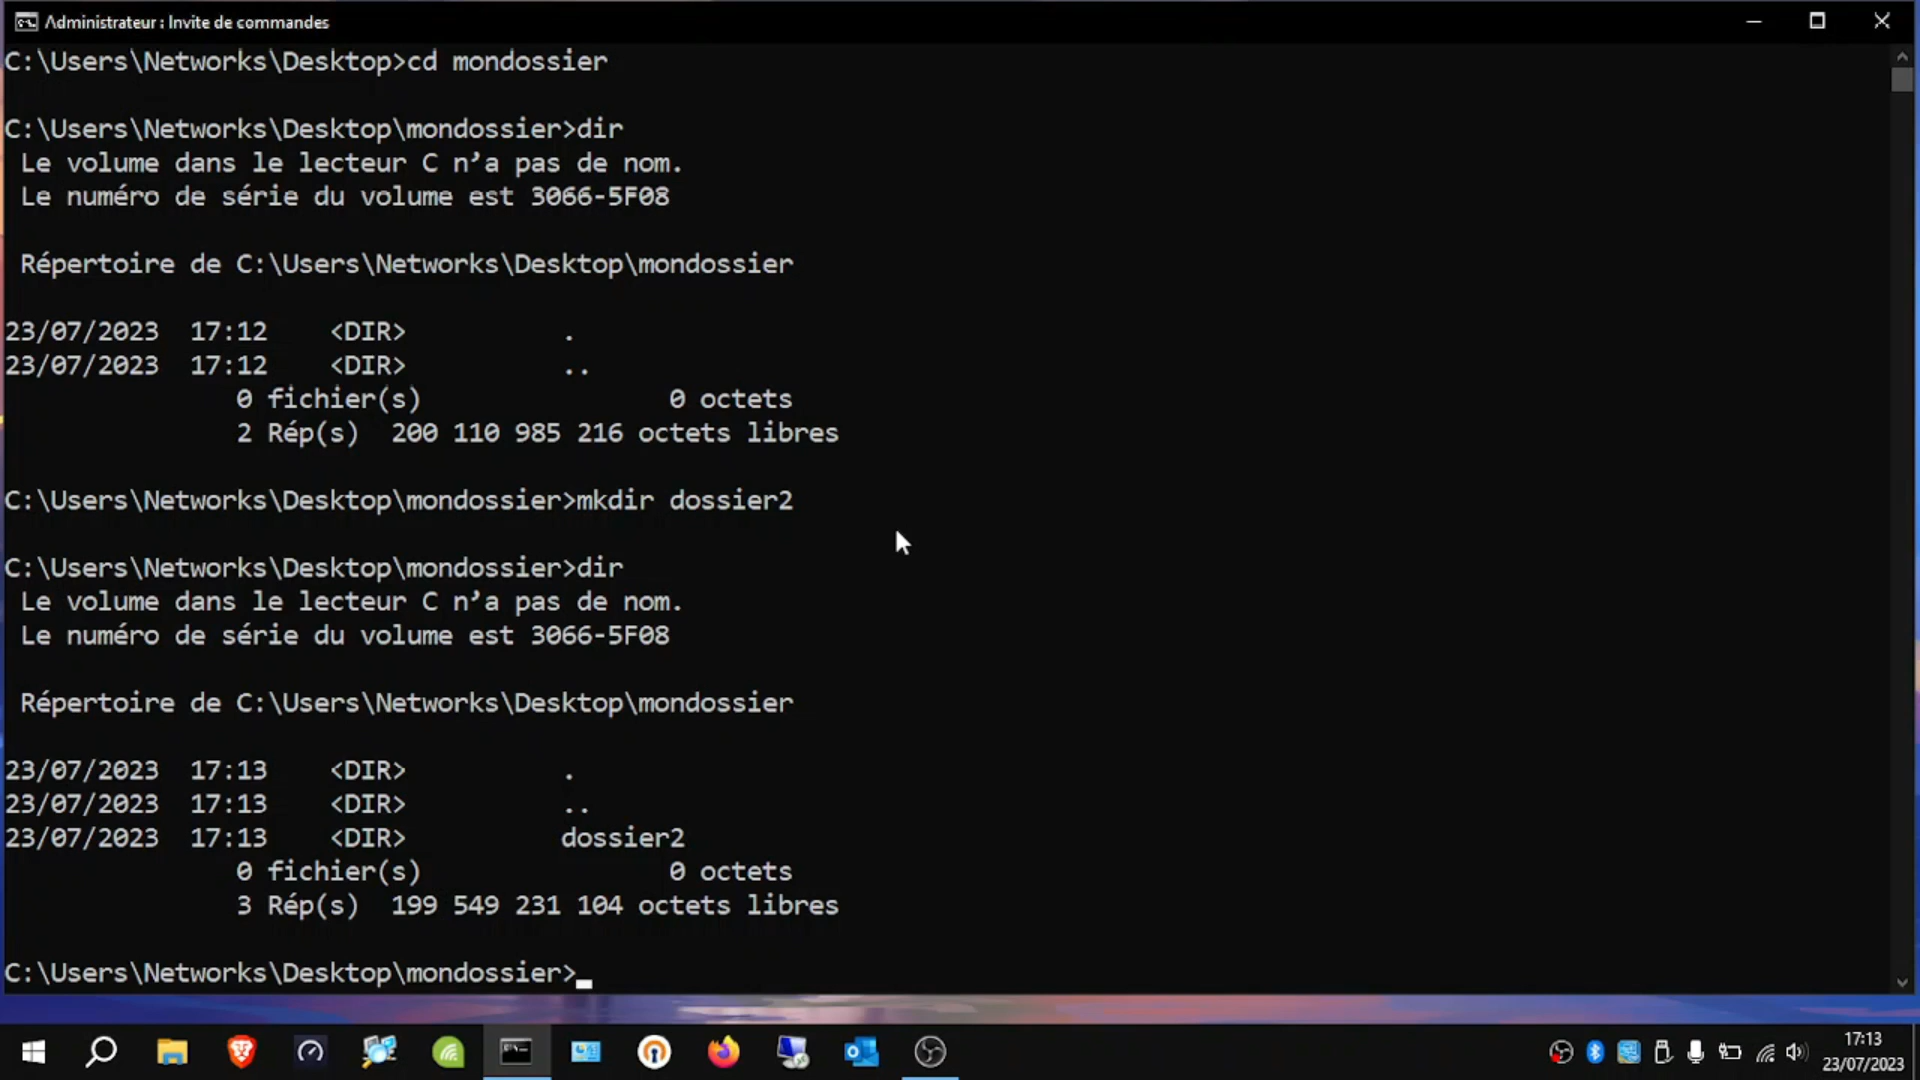 Administrateur : Invite de commandes
C:\Users\Networks\Desktop>cd mondossier
C:\Users\Networks\Desktop\mondossier>dir
Le volume dans le lecteur C n’a pas de nom.
Le numéro de série du volume est 3066-5F08
Répertoire de C:\Users\Networks\Desktop\mondossier
23/07/2023  17:12    <DIR>          .
23/07/2023  17:12    <DIR>          ..
0 fichier(s)                0 octets
2 Rép(s)  200 110 985 216 octets libres
C:\Users\Networks\Desktop\mondossier>mkdir dossier2
C:\Users\Networks\Desktop\mondossier>dir
Le volume dans le lecteur C n’a pas de nom.
Le numéro de série du volume est 3066-5F08
Répertoire de C:\Users\Networks\Desktop\mondossier
23/07/2023  17:13    <DIR>          .
23/07/2023  17:13    <DIR>          ..
23/07/2023  17:13    <DIR>          dossier2
0 fichier(s)                0 octets
3 Rép(s)  199 549 231 104 octets libres
C:\Users\Networks\Desktop\mondossier>_
17:13
23/07/2023